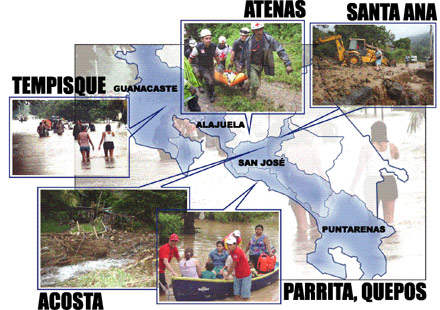 ATENAS
SANTA ANA
TEMPISQUE
GUANACASTE
ALAJUELA
SAN JOSÉ
PUNTARENAS
ACOSTA
PARRITA, QUEPOS